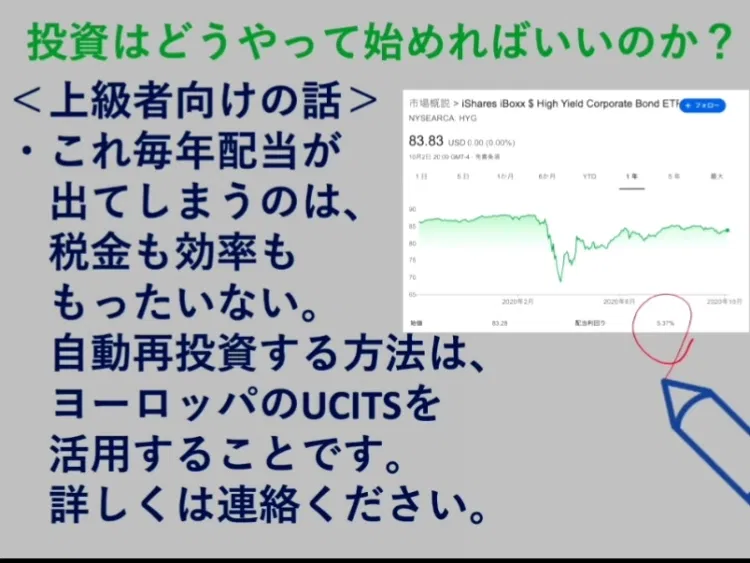 投資はどうやって始めればいいのか？
＜上級者向けの話＞
・これ毎年配当が
出てしまうのは、
税金も効率も
もったいない。
自動再投資する方法は、
ヨーロッパのUCITSを
活用することです。
詳しくは連絡ください。
市場概説 > iShares iBoxx $ High Yield Corporate Bond ETF
+ フォロー
NYSEARCA: HYG
83.83 USD 0.00 (0.00%)
10月2日 20:00 GMT-4 · 免責条項
1日 5日 1か月 6か月 YTD 1年 5年 最大
90
85
80
75
70
65
2020年2月 2020年6月 2020年10月
始値 83.28 配当利回り 5.37%